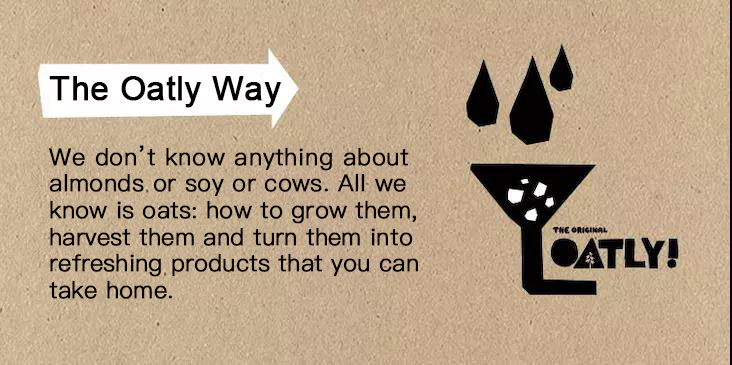 The Oatly Way
We don't know anything about
almonds or soy or cows. All we
know is oats: how to grow them,
harvest them and turn them into
refreshing products that you can
take home.
THE ORIGINAL
OATLY!